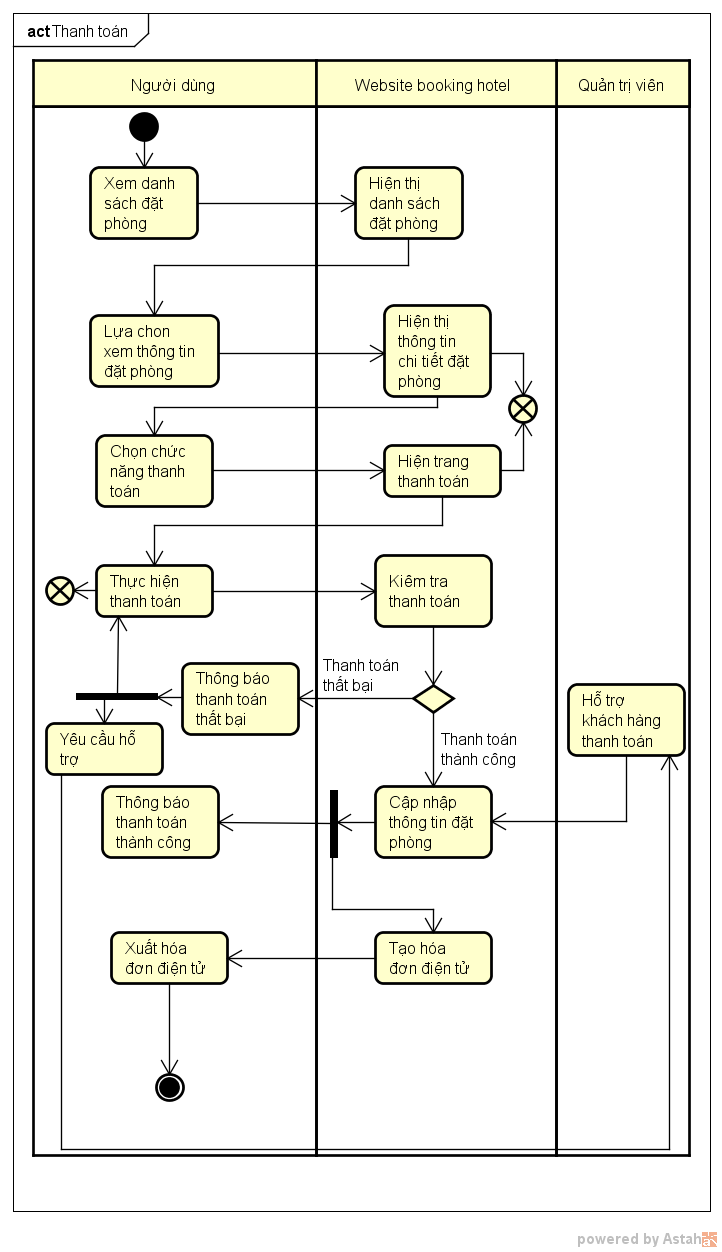 act Thanh toán
Người dùng
Website booking hotel
Quản trị viên
Xem danh
sách đặt
phòng
Hiện thị
danh sách
đặt phòng
Lựa chon
xem thông tin
đặt phòng
Hiện thị
thông tin
chi tiết đặt
phòng
Chọn chức
năng thanh
toán
Hiện trang
thanh toán
Thực hiện
thanh toán
Kiêm tra
thanh toán
Thông báo
thanh toán
thất bại
Thanh toán
thất bại
Hỗ trợ
khách hàng
thanh toán
Yêu cầu hỗ
trợ
Thanh toán
thành công
Thông báo
thanh toán
thành công
Cập nhập
thông tin đặt
phòng
Xuất hóa
đơn điện tử
Tạo hóa
đơn điện tử
powered by Astah